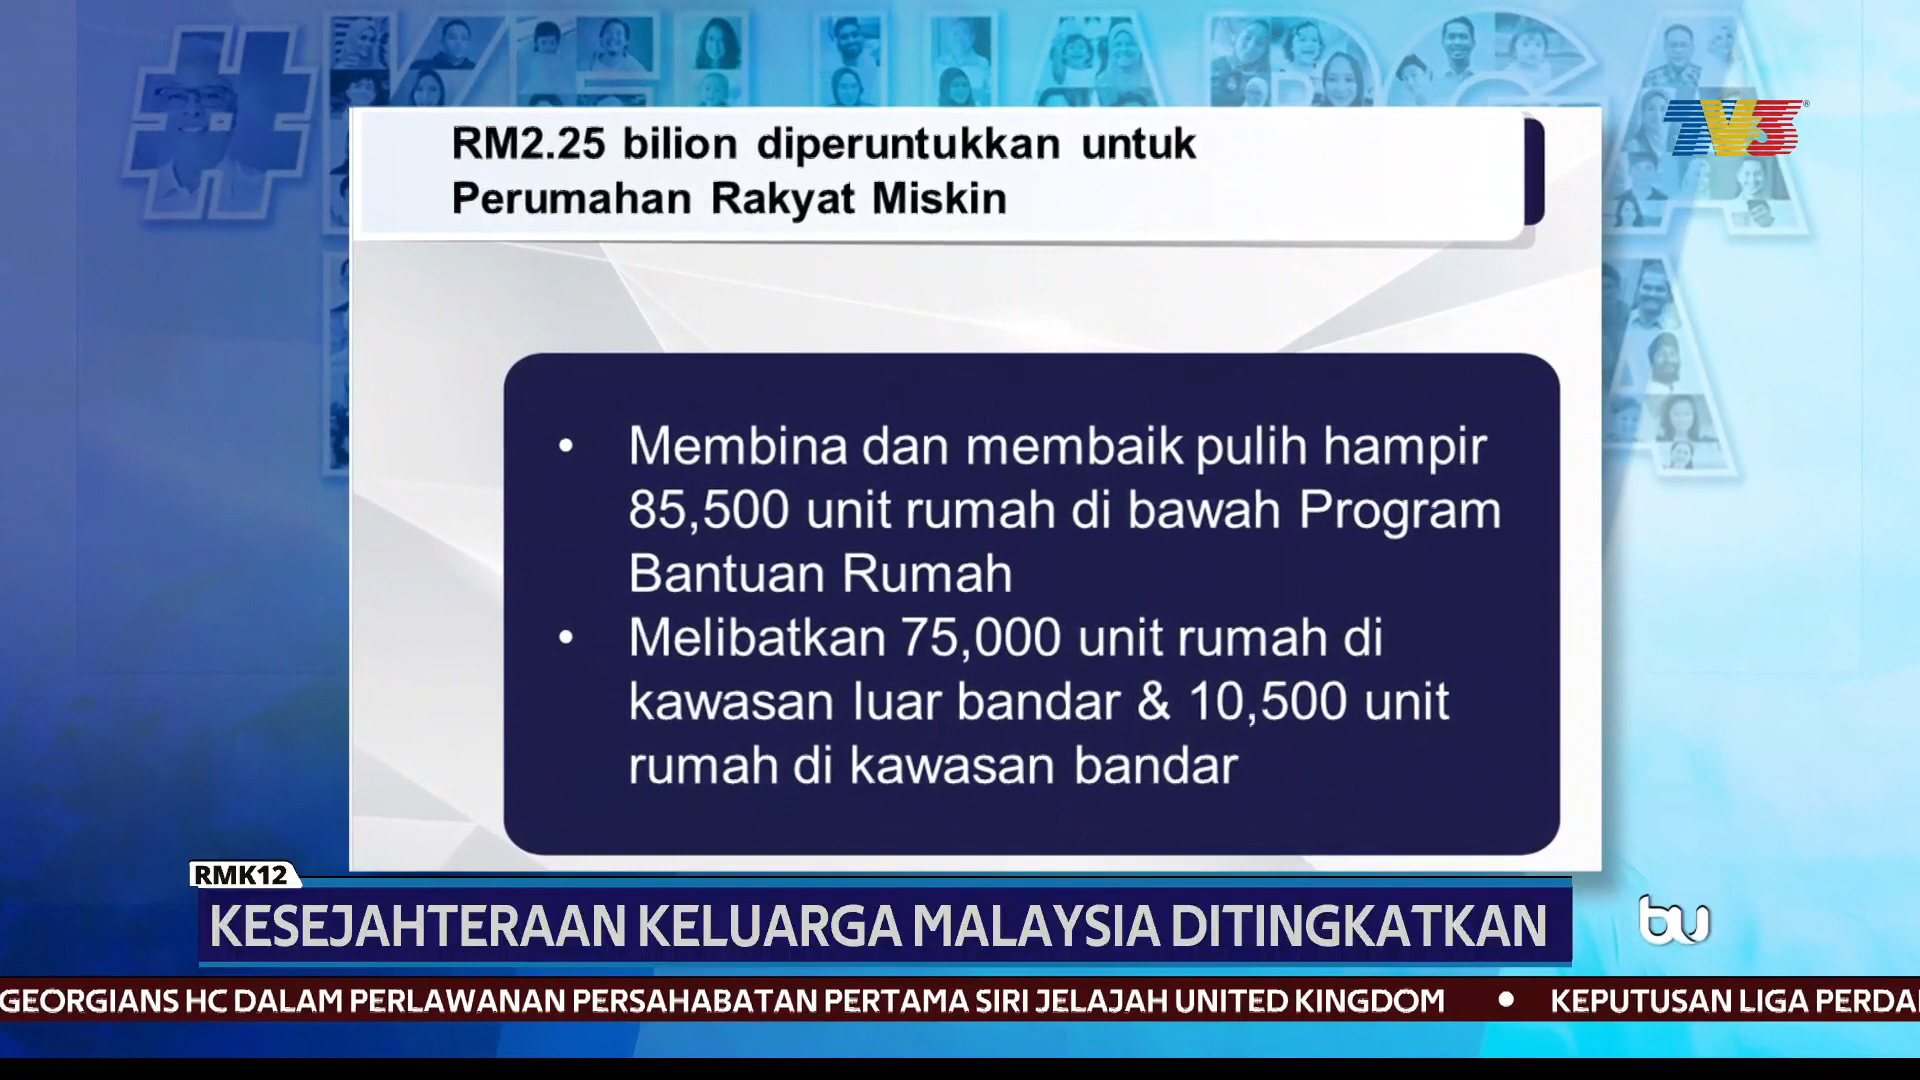 #KELUARGA
TV3
RM2.25 bilion diperuntukkan untuk
Perumahan Rakyat Miskin
• Membina dan membaik pulih hampir
85,500 unit rumah di bawah Program
Bantuan Rumah
• Melibatkan 75,000 unit rumah di
kawasan luar bandar & 10,500 unit
rumah di kawasan bandar
RMK12
KESEJAHTERAAN KELUARGA MALAYSIA DITINGKATKAN
bu
GEORGIANS HC DALAM PERLAWANAN PERSAHABATAN PERTAMA SIRI JELAJAH UNITED KINGDOM • KEPUTUSAN LIGA